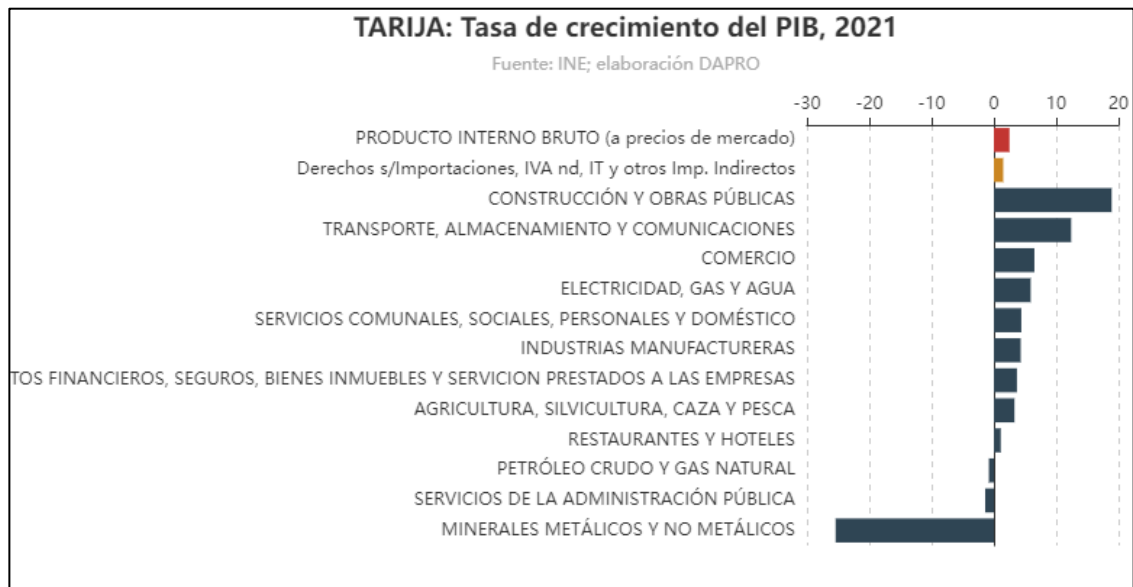 TARIJA: Tasa de crecimiento del PIB, 2021
Fuente: INE; elaboración DAPRO
-30 -20 -10 0 10 20
PRODUCTO INTERNO BRUTO (a precios de mercado)
Derechos s/Importaciones, IVA nd, IT y otros Imp. Indirectos
CONSTRUCCIÓN Y OBRAS PÚBLICAS
TRANSPORTE, ALMACENAMIENTO Y COMUNICACIONES
COMERCIO
ELECTRICIDAD, GAS Y AGUA
SERVICIOS COMUNALES, SOCIALES, PERSONALES Y DOMÉSTICO
INDUSTRIAS MANUFACTURERAS
TOS FINANCIEROS, SEGUROS, BIENES INMUEBLES Y SERVICION PRESTADOS A LAS EMPRESAS
AGRICULTURA, SILVICULTURA, CAZA Y PESCA
RESTAURANTES Y HOTELES
PETRÓLEO CRUDO Y GAS NATURAL
SERVICIOS DE LA ADMINISTRACIÓN PÚBLICA
MINERALES METÁLICOS Y NO METÁLICOS